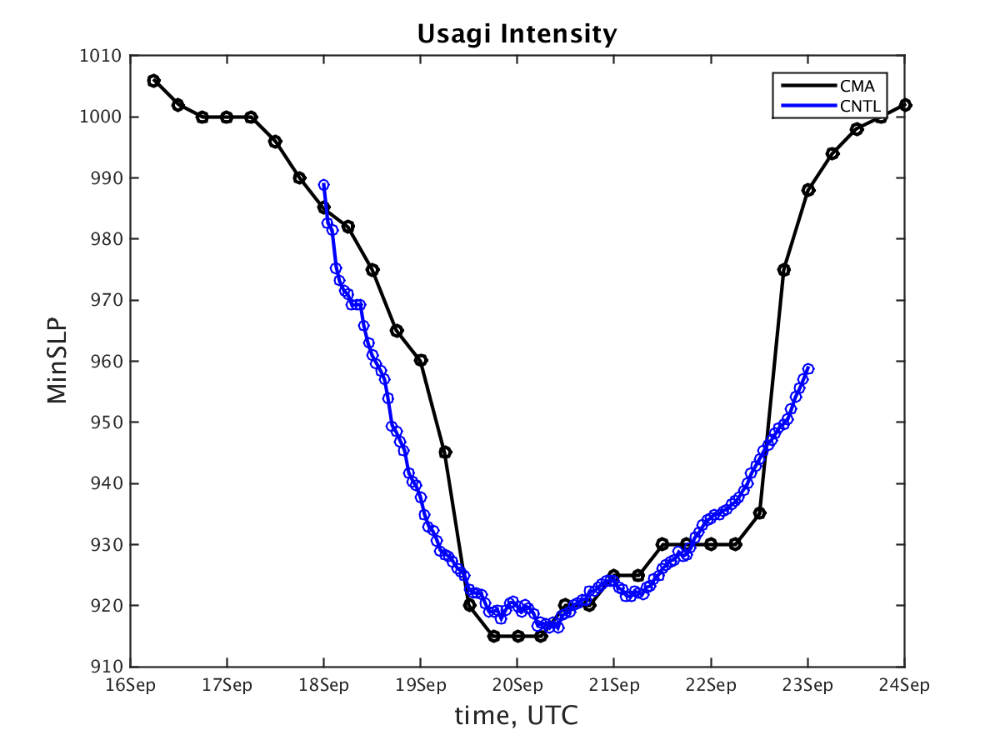 Usagi Intensity
CMA
CNTL
MinSLP
1010
1000
990
980
970
960
950
940
930
920
910
16Sep 17Sep 18Sep 19Sep 20Sep 21Sep 22Sep 23Sep 24Sep
time, UTC